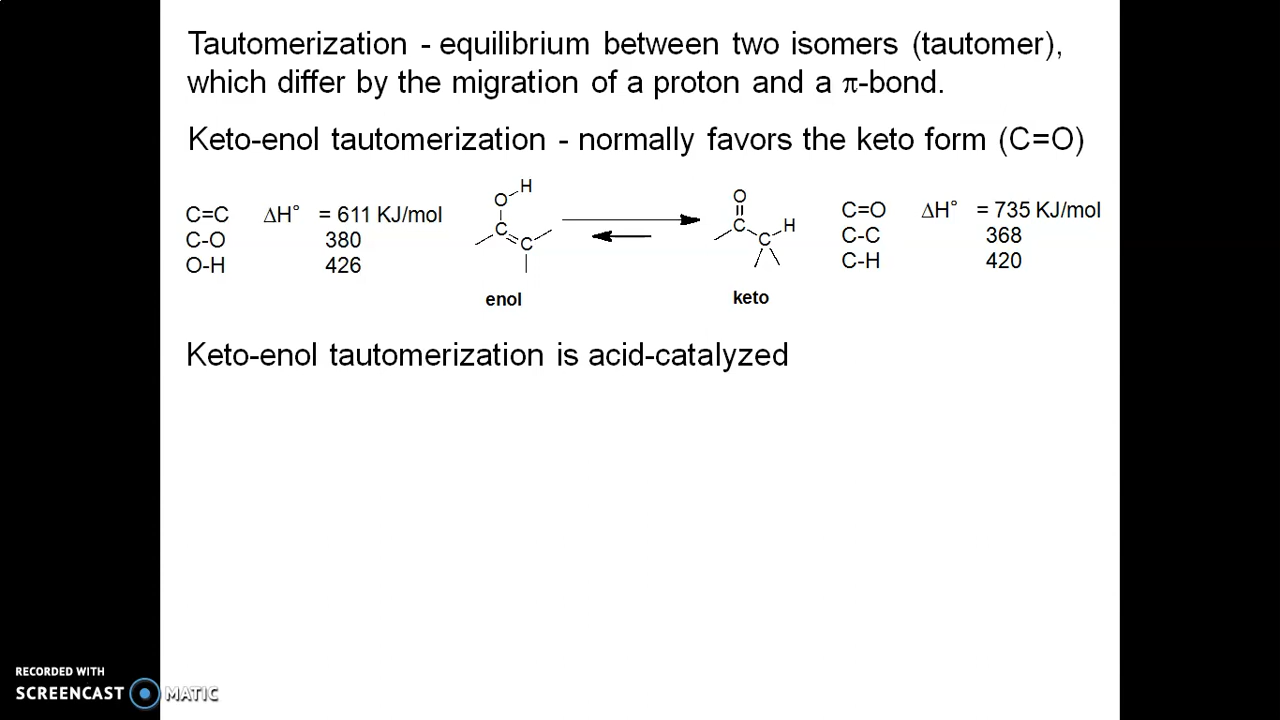 Tautomerization - equilibrium between two isomers (tautomer),
which differ by the migration of a proton and a π-bond.
Keto-enol tautomerization - normally favors the keto form (C=O)
C=C ΔH° = 611 KJ/mol
C-O 380
O-H 426
O H
C
C
enol
O
C H
C
keto
C=O ΔH° = 735 KJ/mol
C-C 368
C-H 420
Keto-enol tautomerization is acid-catalyzed
RECORDED WITH
SCREENCAST MATIC